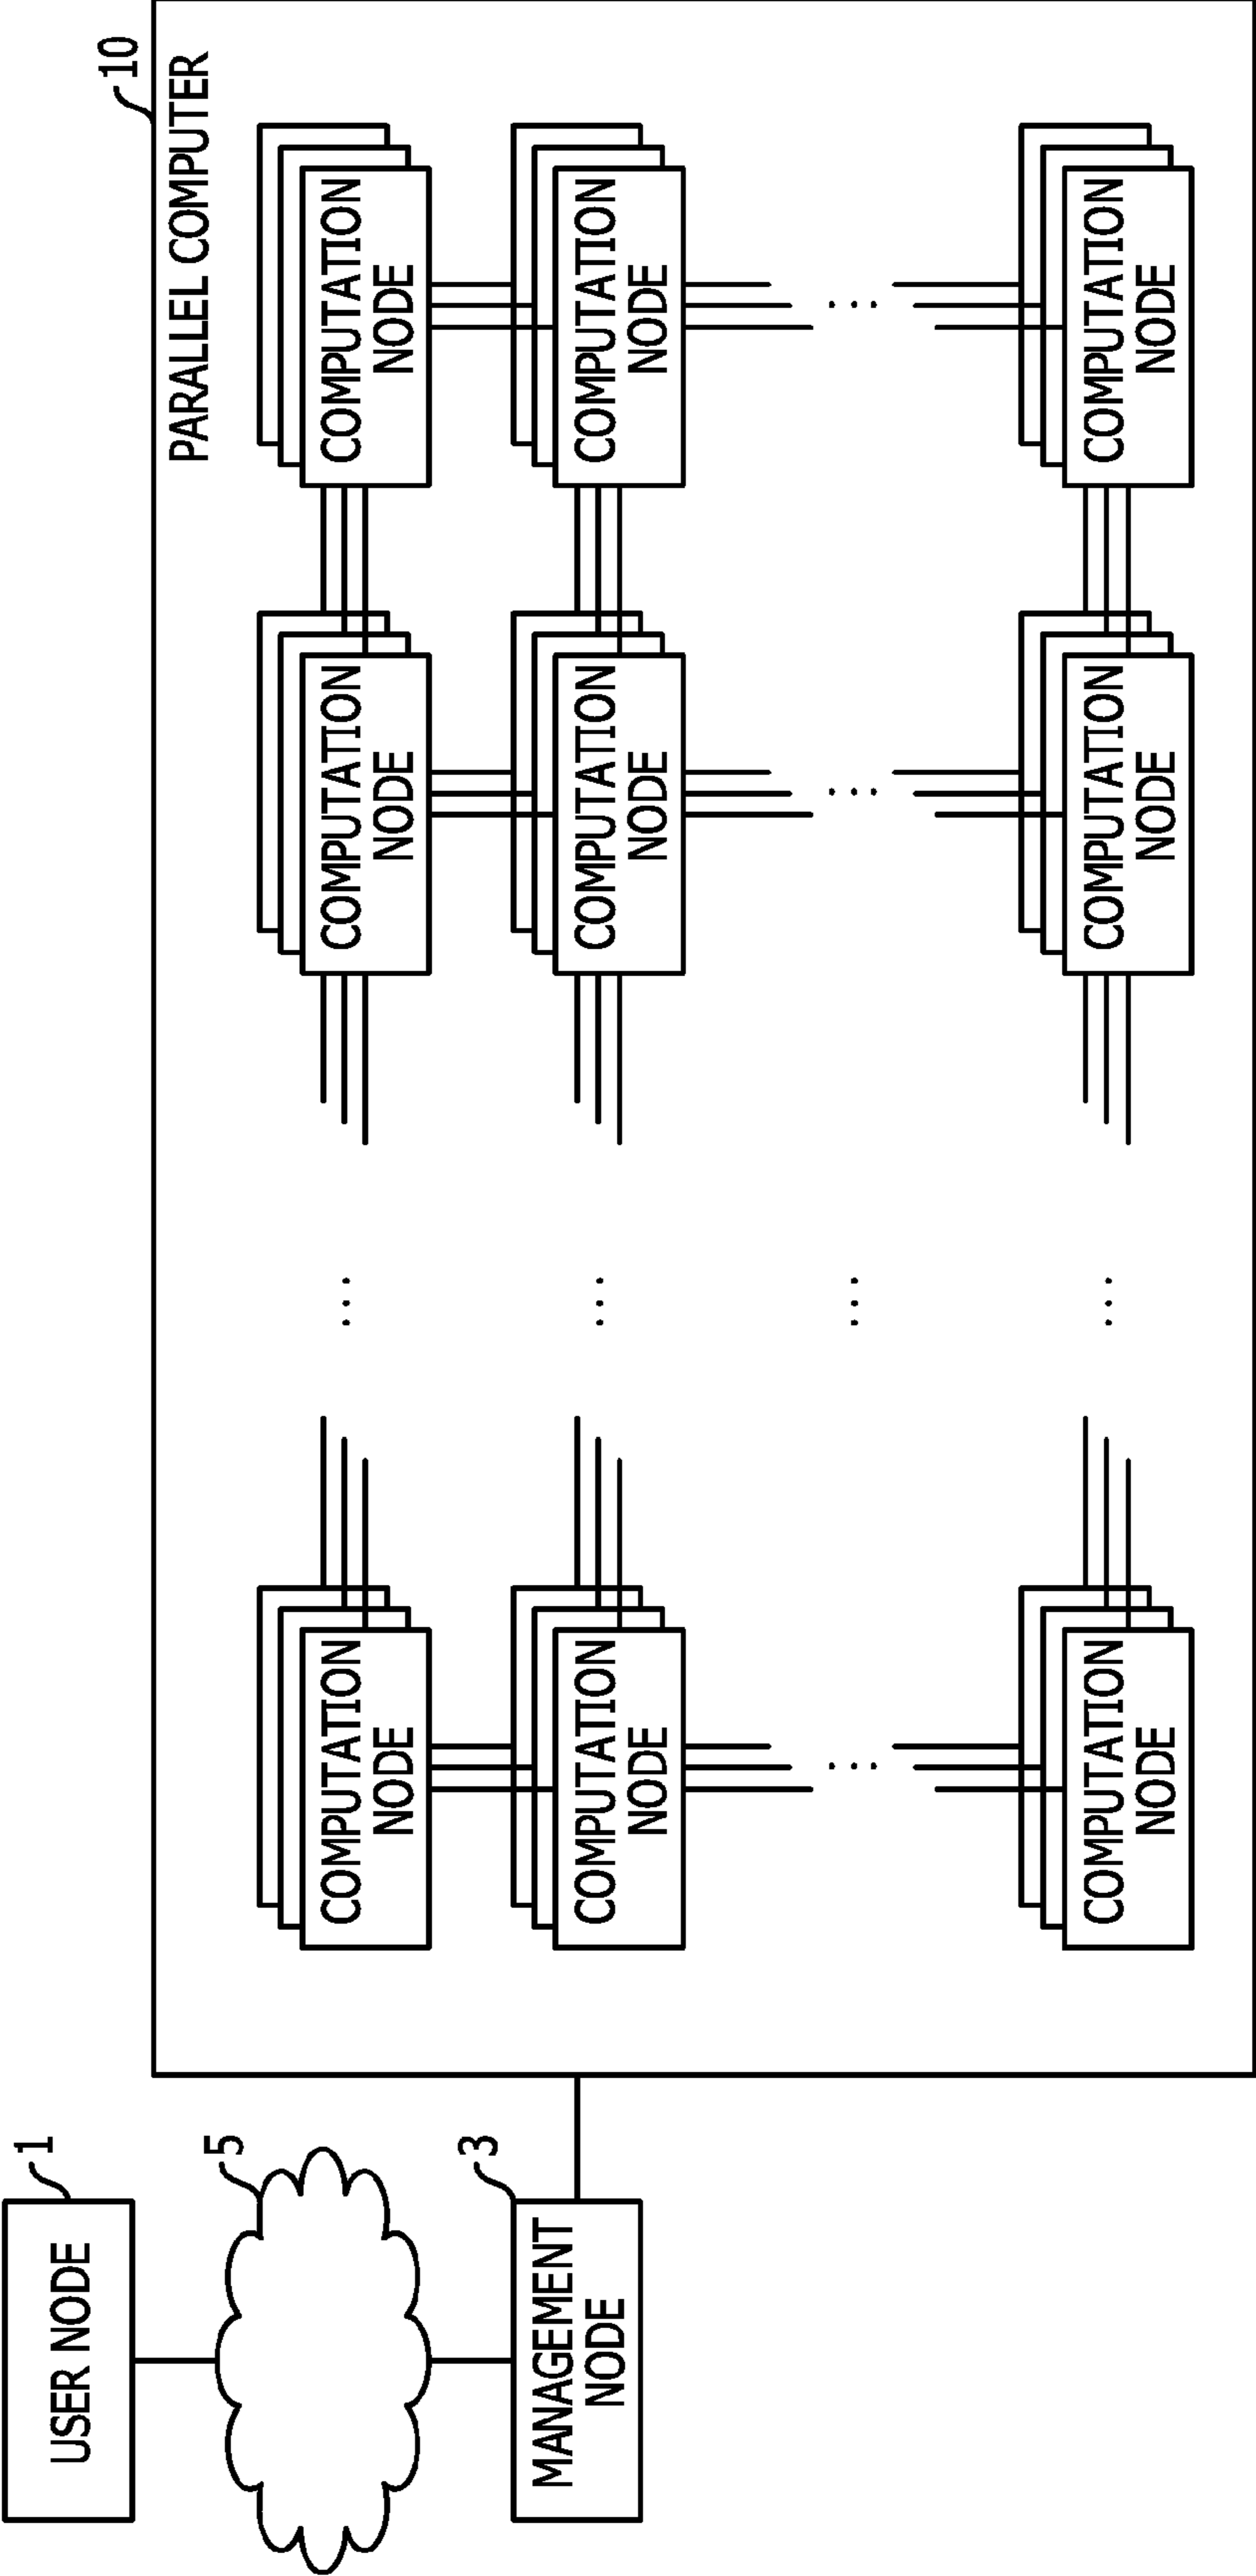 1
USER NODE
10
PARALLEL COMPUTER
5
COMPUTATION
NODE
COMPUTATION
NODE
COMPUTATION
NODE
3
MANAGEMENT
NODE
COMPUTATION
NODE
COMPUTATION
NODE
COMPUTATION
NODE
COMPUTATION
NODE
COMPUTATION
NODE
COMPUTATION
NODE